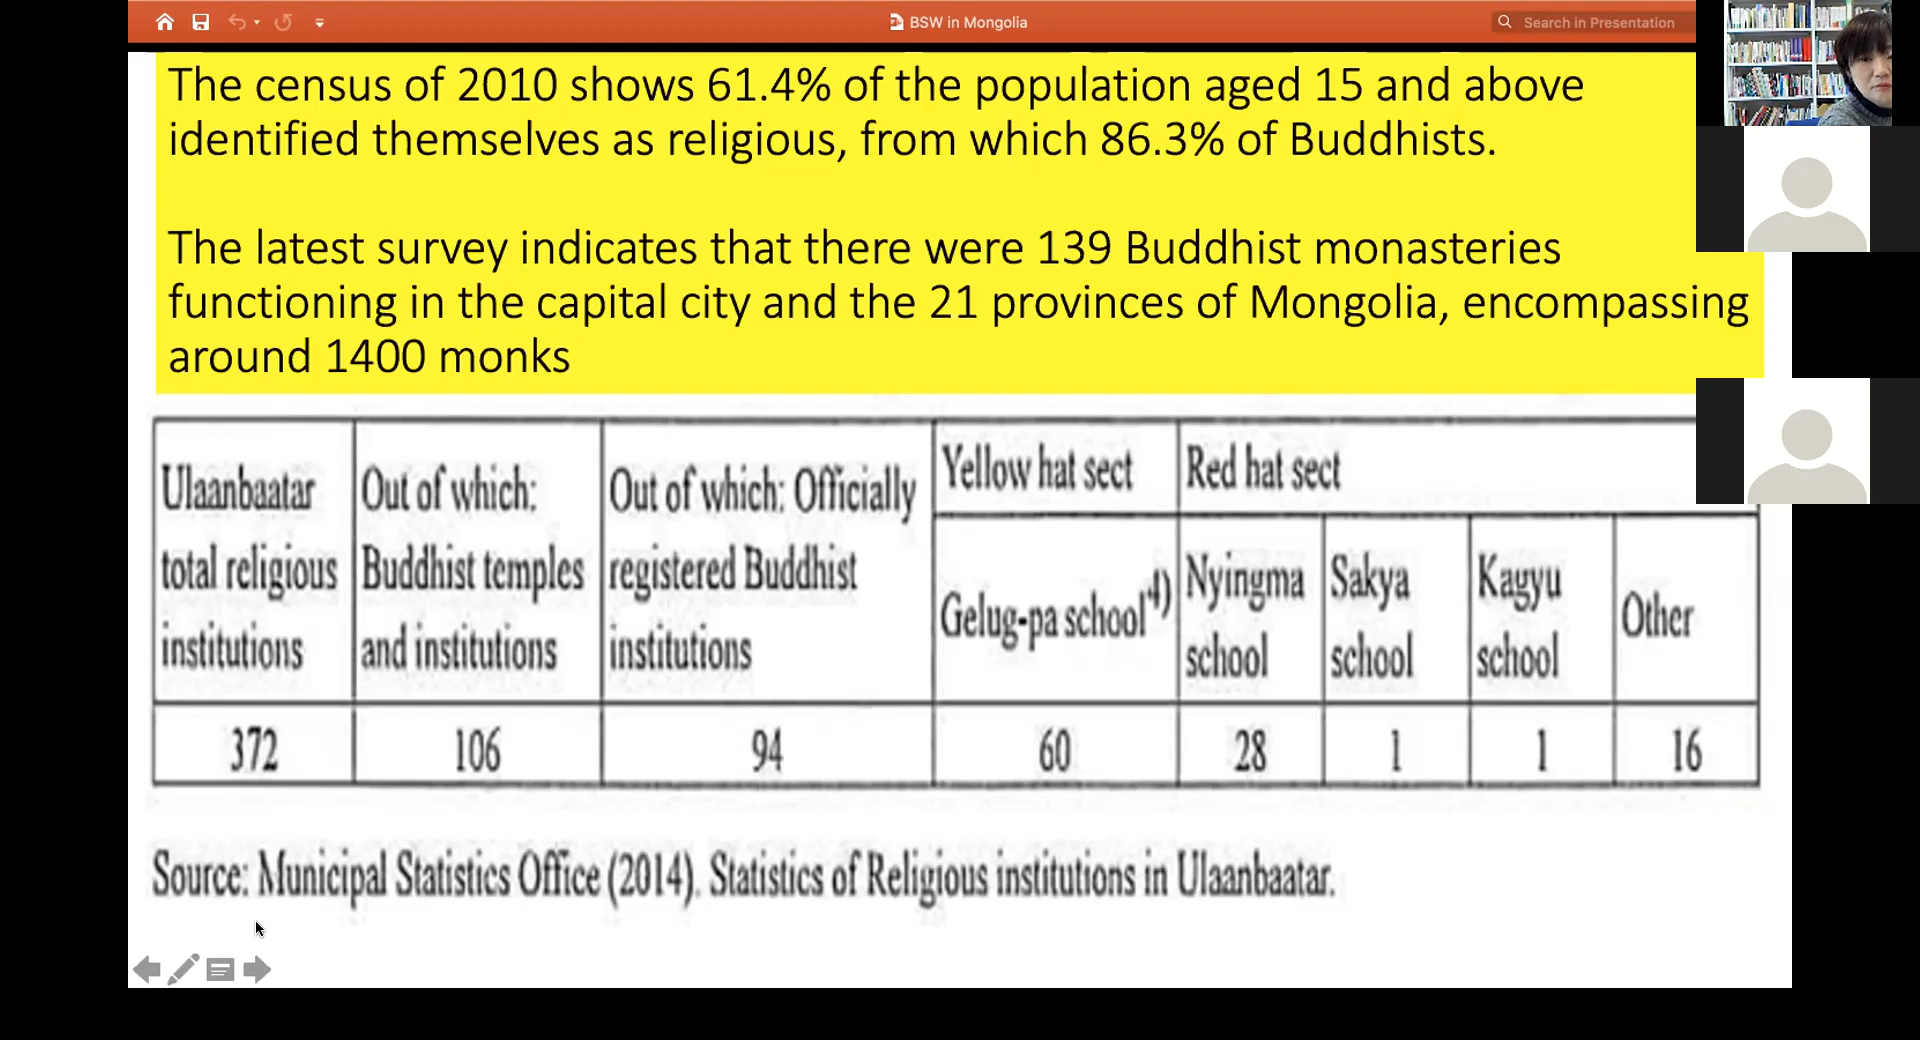 BSW in Mongolia
Search in Presentation
The census of 2010 shows 61.4% of the population aged 15 and above
identified themselves as religious, from which 86.3% of Buddhists.
The latest survey indicates that there were 139 Buddhist monasteries
functioning in the capital city and the 21 provinces of Mongolia, encompassing
around 1400 monks
Ulaanbaatar
total religious
institutions
Out of which:
Buddhist temples
and institutions
Out of which: Officially
registered Buddhist
institutions
Yellow hat sect
Red hat sect
Gelug-pa school⁴⁾
Nyingma
school
Sakya
school
Kagyu
school
Other
372
106
94
60
28
1
1
16
Source: Municipal Statistics Office (2014). Statistics of Religious institutions in Ulaanbaatar.